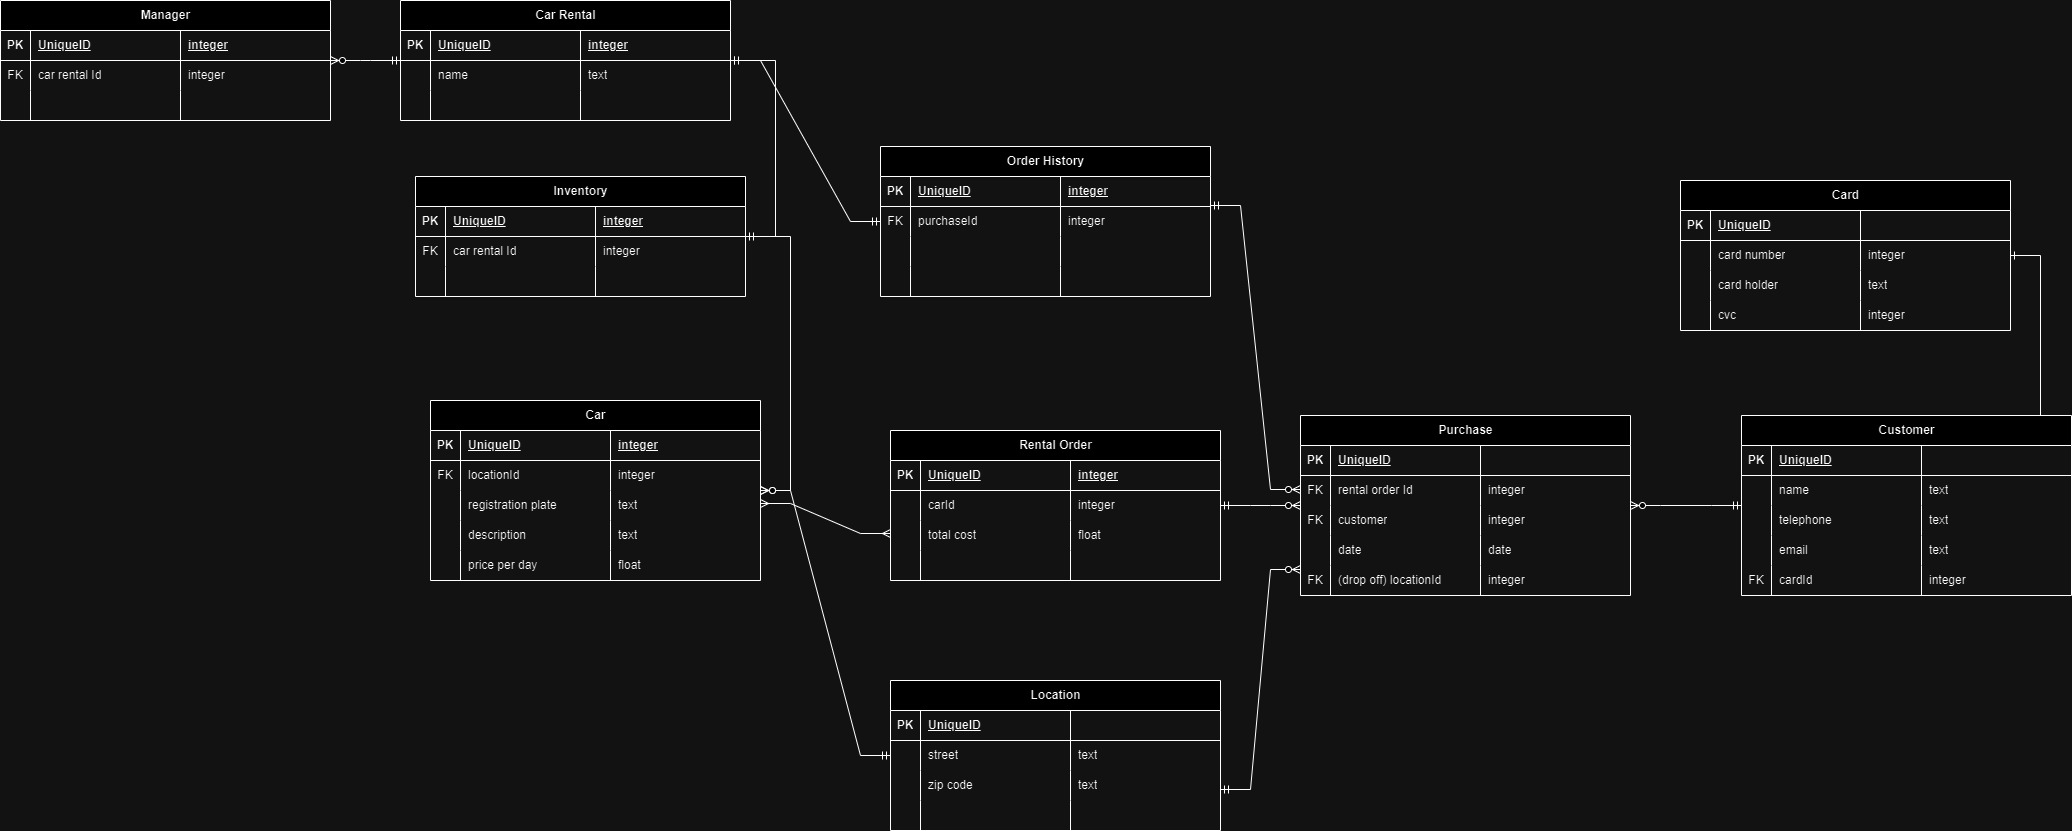 Manager
PK UniqueID integer
FK car rental Id integer
Car Rental
PK UniqueID integer
name text
Inventory
PK UniqueID integer
FK car rental Id integer
Order History
PK UniqueID integer
FK purchaseId integer
Card
PK UniqueID
card number integer
card holder text
cvc integer
Car
PK UniqueID integer
FK locationId integer
registration plate text
description text
price per day float
Rental Order
PK UniqueID integer
carId integer
total cost float
Purchase
PK UniqueID
FK rental order Id integer
FK customer integer
date date
FK (drop off) locationId integer
Customer
PK UniqueID
name text
telephone text
email text
FK cardId integer
Location
PK UniqueID
street text
zip code text